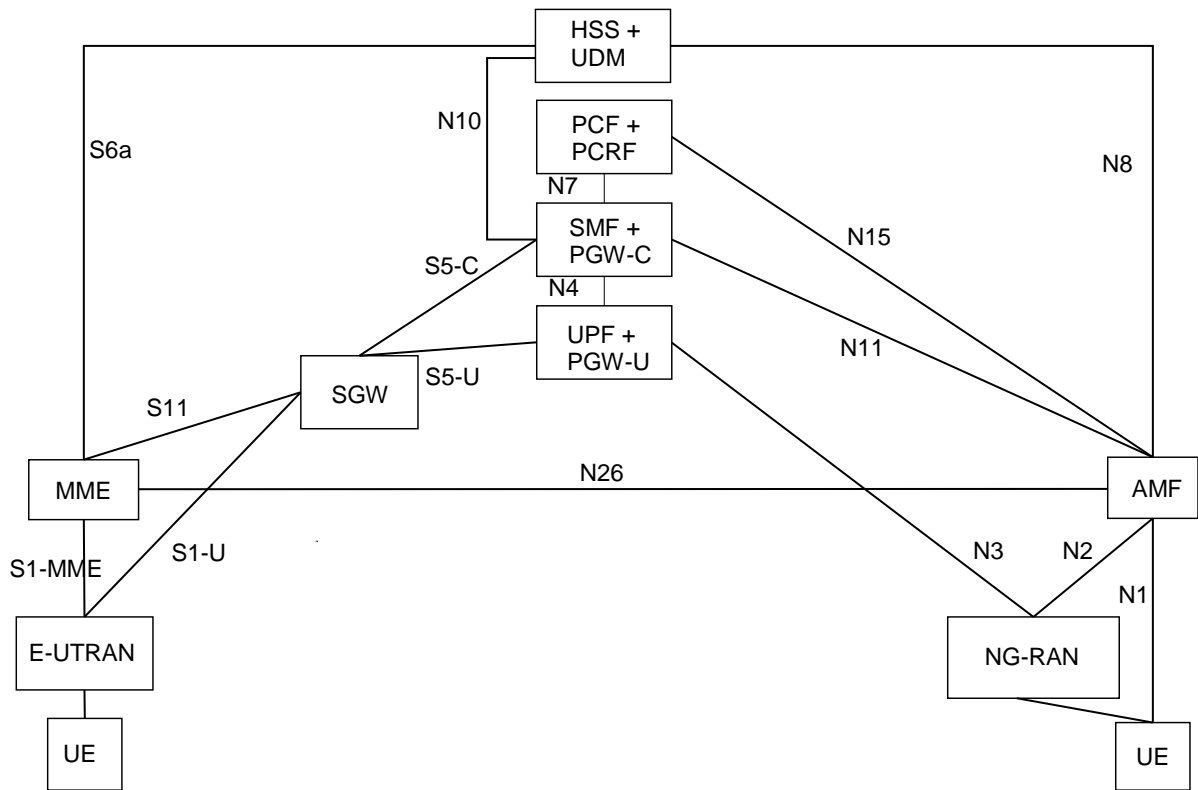 HSS +
UDM
N10
PCF +
PCRF
S6a
N8
N7
SMF +
PGW-C
N15
S5-C
N4
UPF +
PGW-U
N11
S5-U
SGW
S11
N26
MME
AMF
S1-U
N3
N2
S1-MME
N1
E-UTRAN
NG-RAN
UE
UE